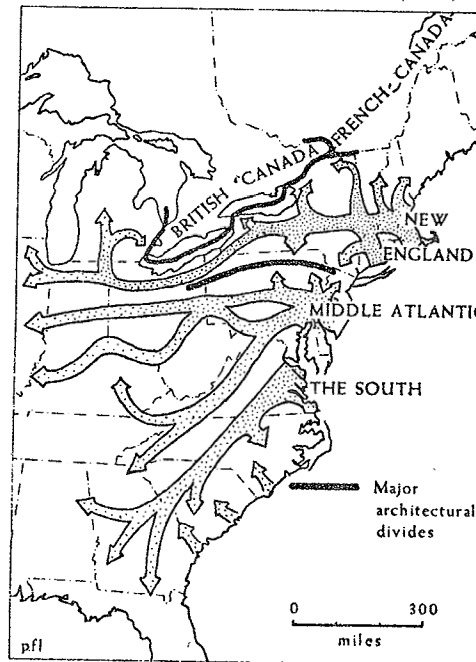 FRENCH-CANADA
BRITISH CANADA
NEW
ENGLAND
MIDDLE ATLANTIC
THE SOUTH
Major
architectural
divides
0 300
miles
pfl